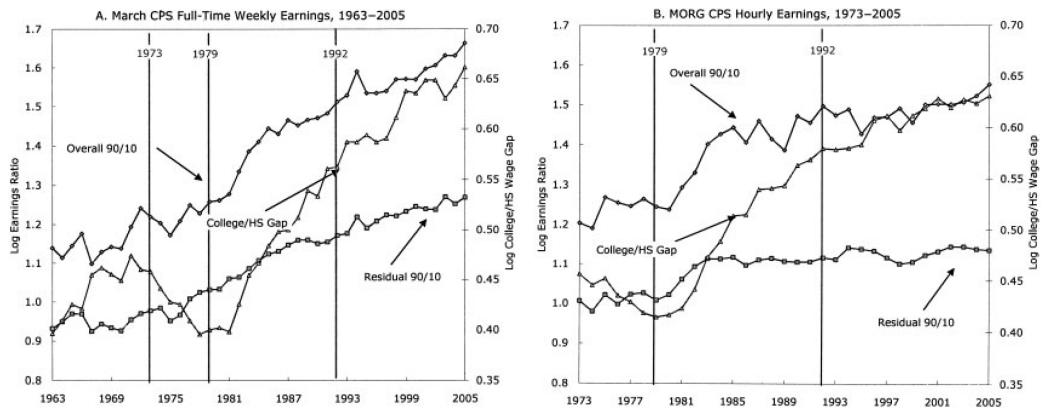 A. March CPS Full-Time Weekly Earnings, 1963–2005
1.7
1.6
1.5
1.4
1.3
1.2
1.1
1.0
0.9
0.8
Log Earnings Ratio
1973
1979
1992
Overall 90/10
College/HS Gap
Residual 90/10
0.70
0.65
0.60
0.55
0.50
0.45
0.40
0.35
Log College/HS Wage Gap
1963 1969 1975 1981 1987 1993 1999 2005
B. MORG CPS Hourly Earnings, 1973–2005
1.7
1.6
1.5
1.4
1.3
1.2
1.1
1.0
0.9
0.8
Log Earnings Ratio
1979
1992
Overall 90/10
College/HS Gap
Residual 90/10
0.70
0.65
0.60
0.55
0.50
0.45
0.40
0.35
Log College/HS Wage Gap
1973 1977 1981 1985 1989 1993 1997 2001 2005